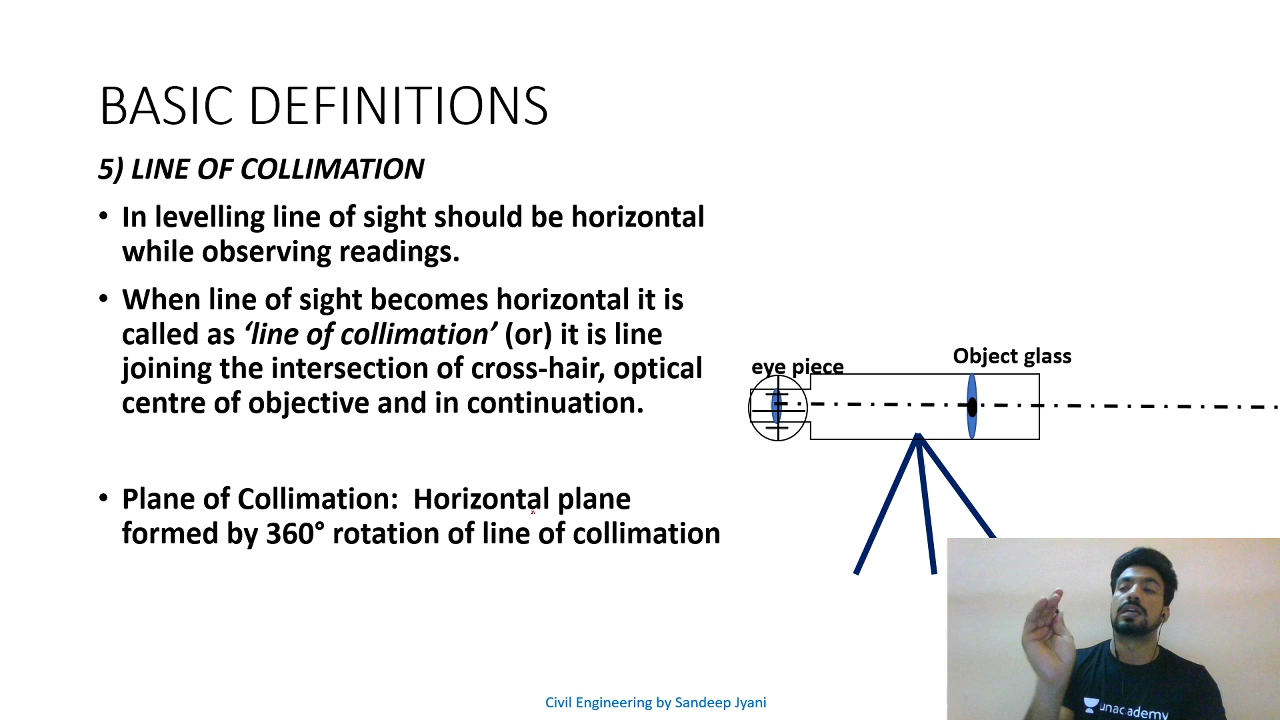 BASIC DEFINITIONS
5) LINE OF COLLIMATION
• In levelling line of sight should be horizontal
while observing readings.
• When line of sight becomes horizontal it is
called as ‘line of collimation’ (or) it is line
joining the intersection of cross-hair, optical
centre of objective and in continuation.
• Plane of Collimation: Horizontal plane
formed by 360° rotation of line of collimation
eye piece
Object glass
unacademy
Civil Engineering by Sandeep Jyani